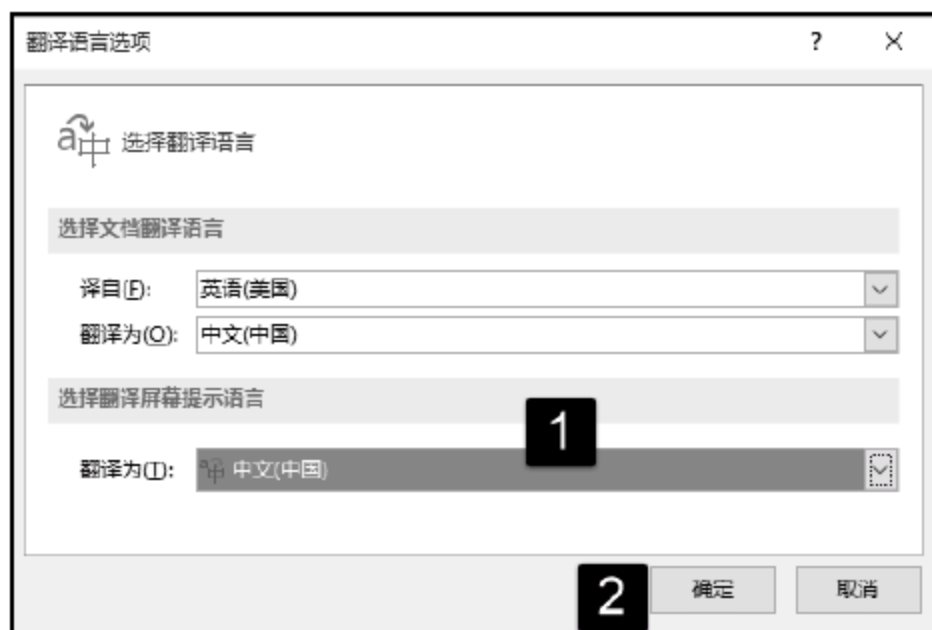 翻译语言选项 ?
选择翻译语言
选择文档翻译语言
译自(F): 英语(美国)
翻译为(O): 中文(中国)
选择翻译屏幕提示语言
1
翻译为(T): 中文(中国)
2 确定 取消